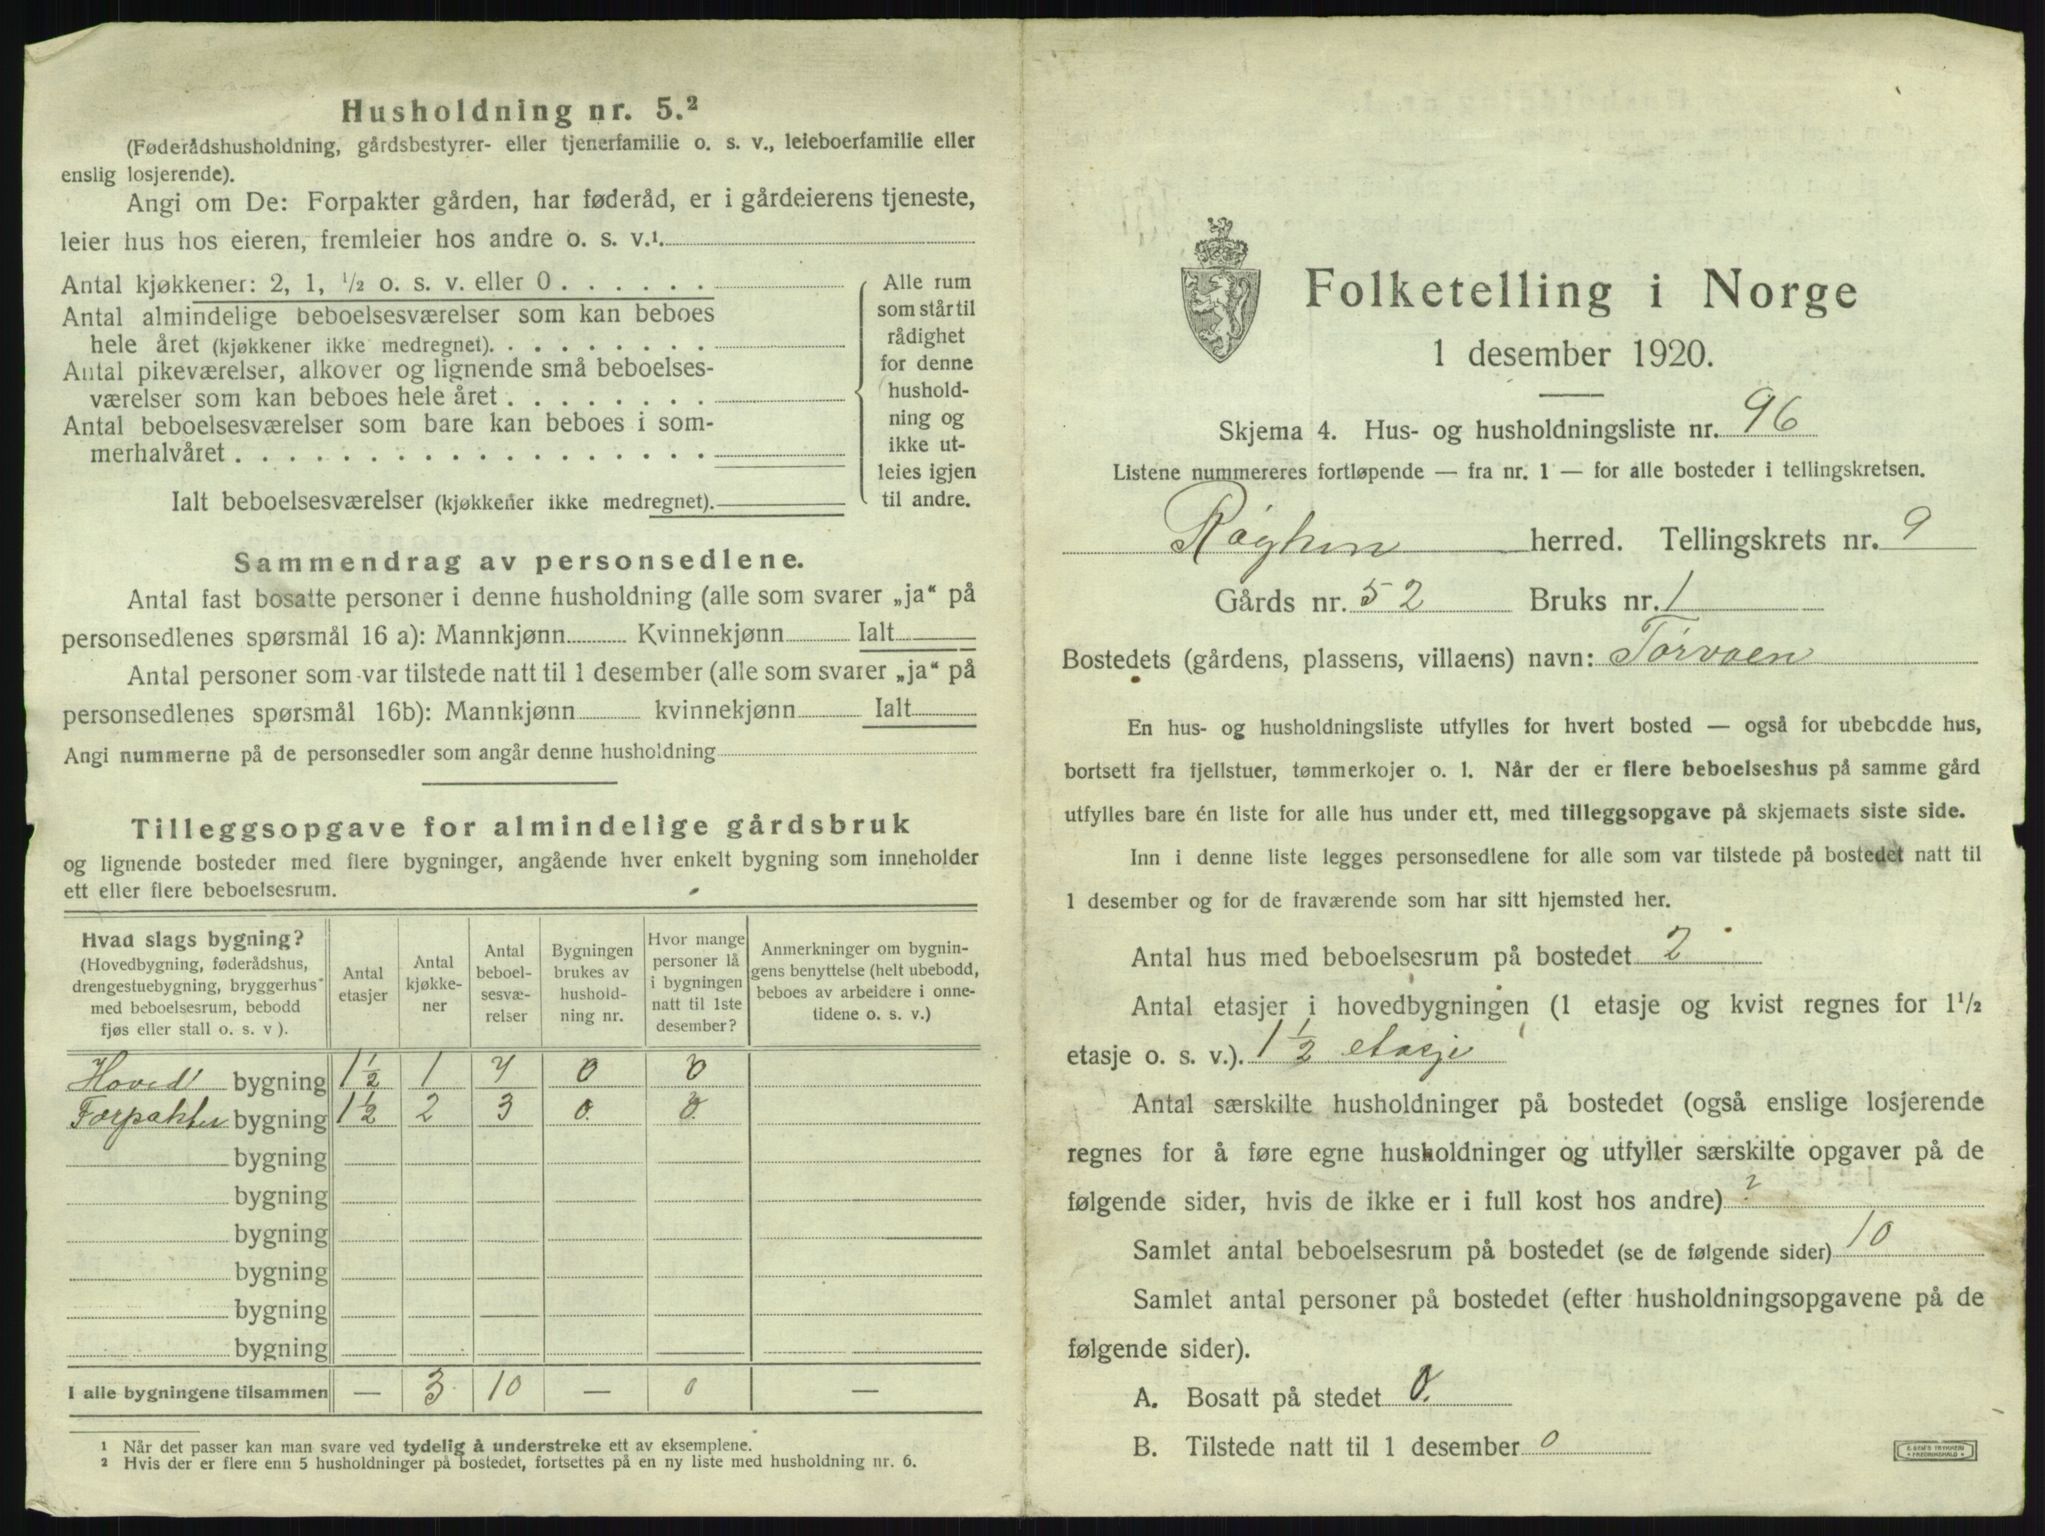 Husholdning nr. 5.²
(Føderådshusholdning, gårdsbestyrer- eller tjenerfamilie o. s. v., leieboerfamilie eller
enslig losjerende).
Angi om De: Forpakter gården, har føderåd, er i gårdeierens tjeneste,
leier hus hos eieren, fremleier hos andre o. s. v.¹
Antal kjøkkener: 2, 1, ½ o. s. v. eller 0 . . . . . .
Antal almindelige beboelsesværelser som kan beboes
hele året (kjøkkener ikke medregnet). . . . . . . . .
Antal pikeværelser, alkover og lignende små beboelses-
værelser som kan beboes hele året . . . . . . . .
Antal beboelsesværelser som bare kan beboes i som-
merhalvåret . . . . . . . . . . . . . . . . . .
Ialt beboelsesværelser (kjøkkener ikke medregnet).
Alle rum
som står til
rådighet
for denne
hushold-
ning og
ikke ut-
leies igjen
til andre.
Sammendrag av personsedlene.
Antal fast bosatte personer i denne husholdning (alle som svarer „ja“ på
personsedlenes spørsmål 16 a): Mannkjønn Kvinnekjønn Ialt
Antal personer som var tilstede natt til 1 desember (alle som svarer „ja“ på
personsedlenes spørsmål 16b): Mannkjønn kvinnekjønn Ialt
Angi nummerne på de personsedler som angår denne husholdning
Tilleggsopgave for almindelige gårdsbruk
og lignende bosteder med flere bygninger, angående hver enkelt bygning som inneholder
ett eller flere beboelsesrum.
Hvad slags bygning?
(Hovedbygning, føderådshus,
drengestuebygning, bryggerhus
med beboelsesrum, bebodd
fjøs eller stall o. s. v ).
Antal
etasjer
Antal
kjøkke-
ner
Antal
beboel-
sesvæ-
relser
Bygningen
brukes av
hushold-
ning nr.
Hvor mange
personer lå
i bygningen
natt til 1ste
desember?
Anmerkninger om bygnin-
gens benyttelse (helt ubebodd,
beboes av arbeidere i onne-
tidene o. s. v.)
Hoved bygning 1½ 1 7 0 0
Forpakter bygning 1½ 2 3 0. 0
bygning
bygning
bygning
bygning
bygning
bygning
I alle bygningene tilsammen — 3 10 — 0 —
1 Når det passer kan man svare ved tydelig å understreke ett av eksemplene.
2 Hvis der er flere enn 5 husholdninger på bostedet, fortsettes på en ny liste med husholdning nr. 6.
Folketelling i Norge
1 desember 1920.
Skjema 4. Hus- og husholdningsliste nr. 96
Listene nummereres fortløpende — fra nr. 1 — for alle bosteder i tellingskretsen.
Røyken herred. Tellingskrets nr. 9
Gårds nr. 52 Bruks nr. 1
Bostedets (gårdens, plassens, villaens) navn: Torvøen
En hus- og husholdningsliste utfylles for hvert bosted — også for ubebodde hus,
bortsett fra fjellstuer, tømmerkojer o. l. Når der er flere beboelseshus på samme gård
utfylles bare én liste for alle hus under ett, med tilleggsopgave på skjemaets siste side.
Inn i denne liste legges personsedlene for alle som var tilstede på bostedet natt til
1 desember og for de fraværende som har sitt hjemsted her.
Antal hus med beboelsesrum på bostedet 2
Antal etasjer i hovedbygningen (1 etasje og kvist regnes for 1½
etasje o. s. v.). 1½ etasje
Antal særskilte husholdninger på bostedet (også enslige losjerende
regnes for å føre egne husholdninger og utfyller særskilte opgaver på de
følgende sider, hvis de ikke er i full kost hos andre) ?
Samlet antal beboelsesrum på bostedet (se de følgende sider) 10
Samlet antal personer på bostedet (efter husholdningsopgavene på de
følgende sider).
A. Bosatt på stedet 0.
B. Tilstede natt til 1 desember 0